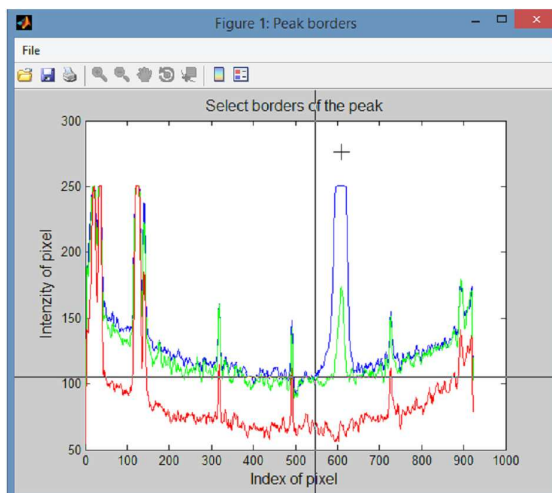 Figure 1: Peak borders
File
Select borders of the peak
300
250
200
150
100
50
Intenzity of pixel
0 100 200 300 400 500 600 700 800 900 1000
Index of pixel